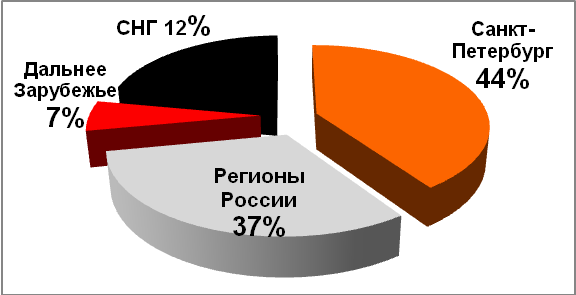 СНГ 12%
Дальнее
Зарубежье
7%
Санкт-
Петербург
44%
Регионы
России
37%